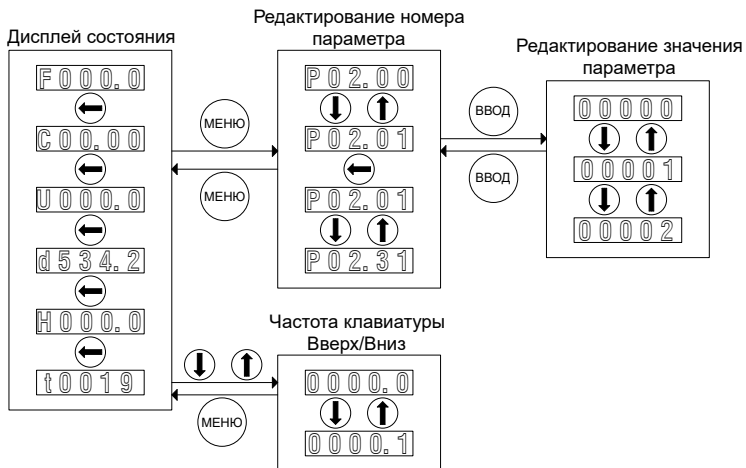 Дисплей состояния
F000.0
C00.00
U000.0
d534.2
H000.0
t0019
МЕНЮ
МЕНЮ
Редактирование номера
параметра
P02.00
P02.01
P02.01
P02.31
ВВОД
ВВОД
Редактирование значения
параметра
00000
00001
00002
МЕНЮ
Частота клавиатуры
Вверх/Вниз
0000.0
0000.1